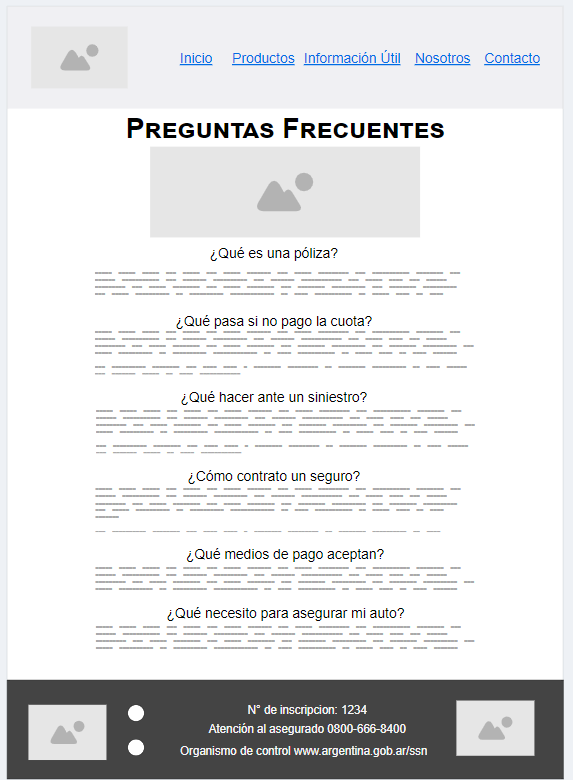 Inicio Productos Información Útil Nosotros Contacto
Preguntas Frecuentes
¿Qué es una póliza?
¿Qué pasa si no pago la cuota?
¿Qué hacer ante un siniestro?
¿Cómo contrato un seguro?
¿Qué medios de pago aceptan?
¿Qué necesito para asegurar mi auto?
N° de inscripcion: 1234
Atención al asegurado 0800-666-8400
Organismo de control www.argentina.gob.ar/ssn